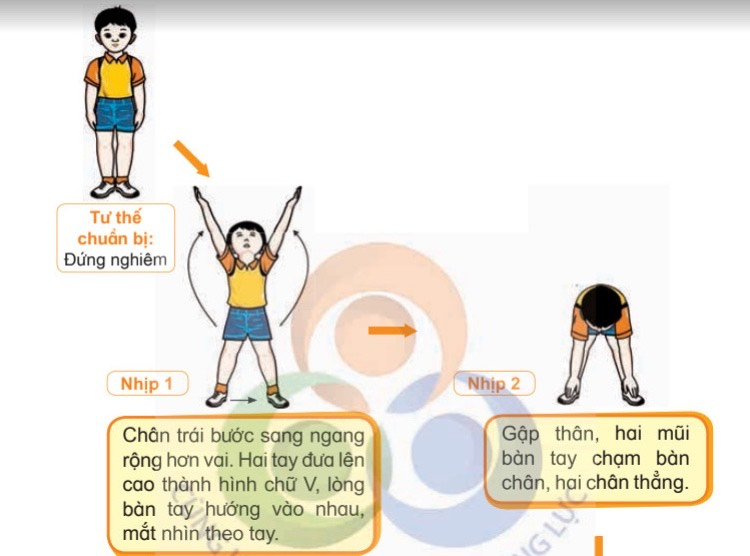 Tư thế
chuẩn bị:
Đứng nghiêm
Nhịp 1
Nhịp 2
Chân trái bước sang ngang
rộng hơn vai. Hai tay đưa lên
cao thành hình chữ V, lòng
bàn tay hướng vào nhau,
mắt nhìn theo tay.
Gập thân, hai mũi
bàn tay chạm bàn
chân, hai chân thẳng.